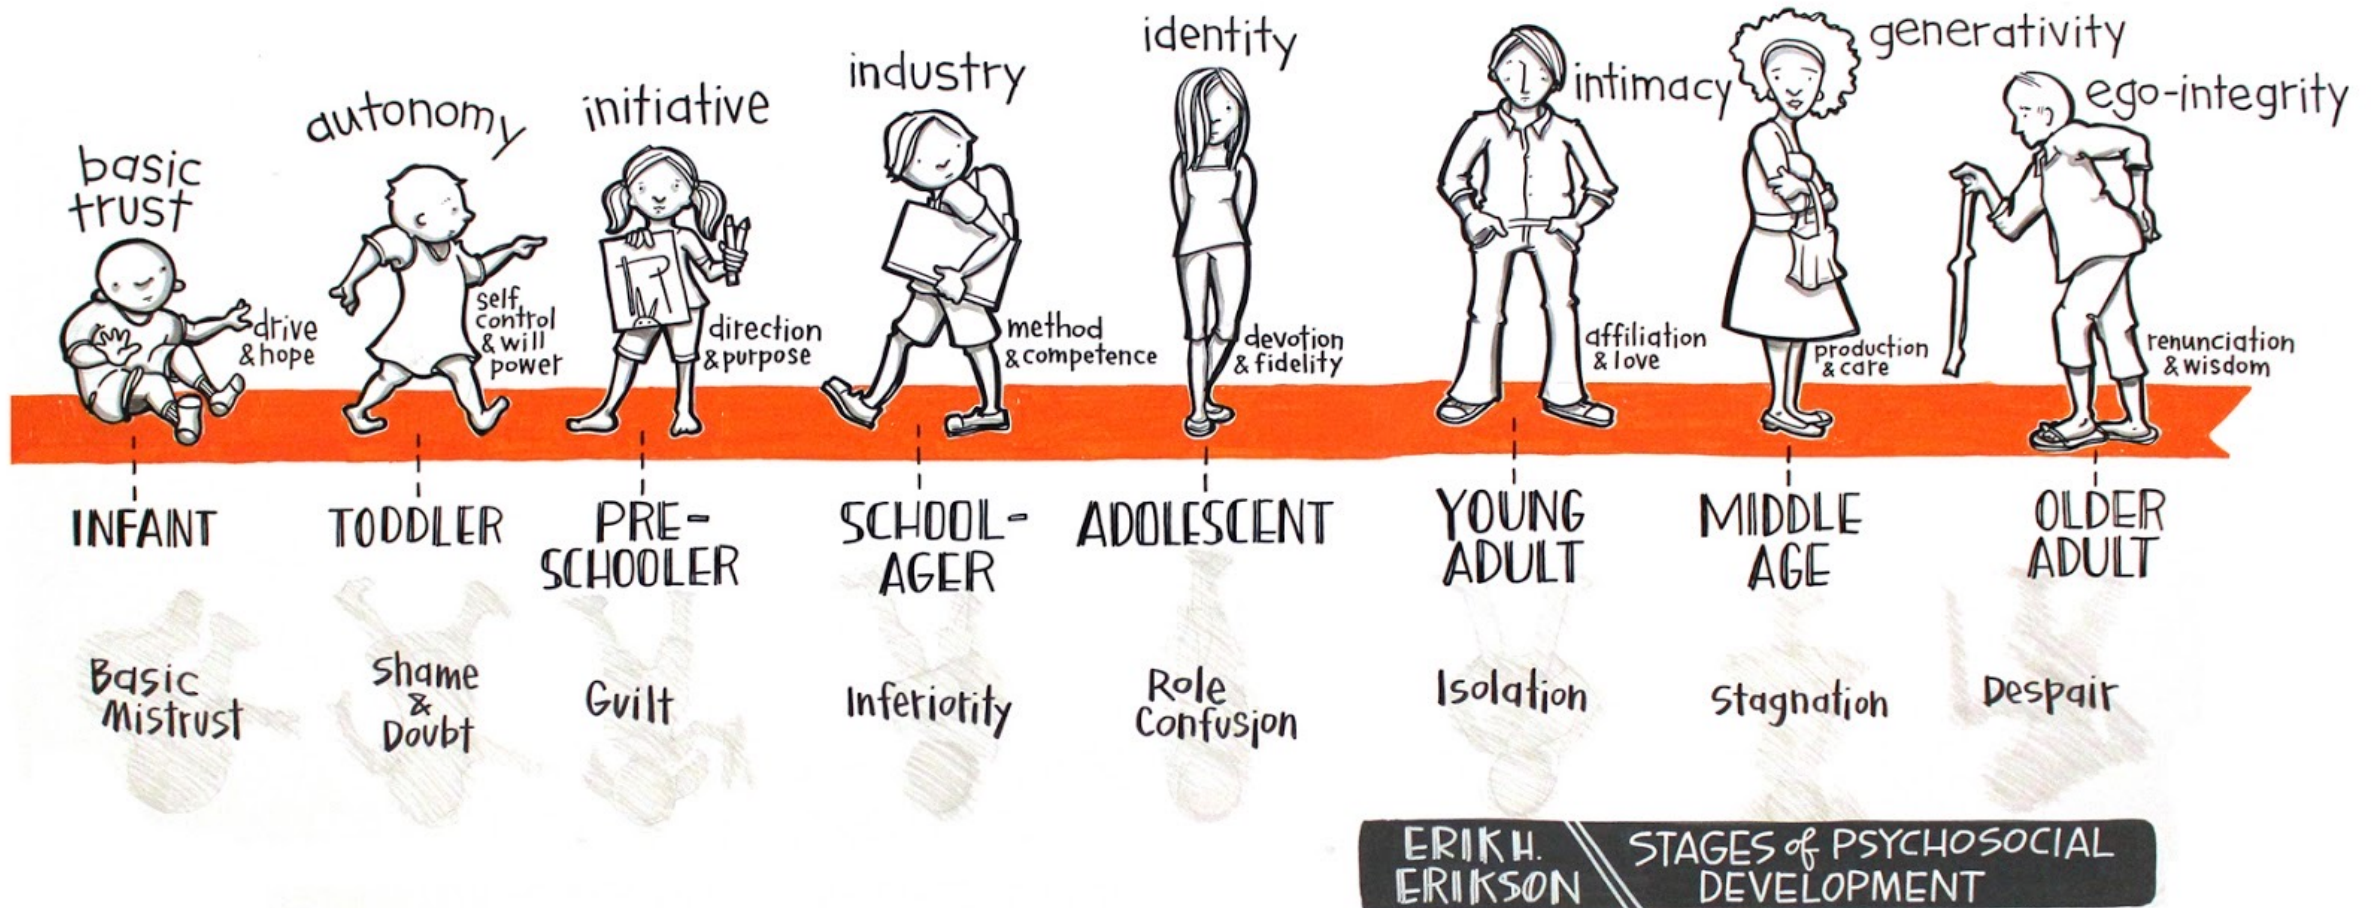 basic
trust
drive
& hope
autonomy
self
control
& will
power
initiative
direction
& purpose
industry
method
& competence
identity
devotion
& fidelity
intimacy
affiliation
& love
generativity
production
& care
ego-integrity
renunciation
& wisdom
INFANT
TODDLER
PRE-
SCHOOLER
SCHOOL-
AGER
ADOLESCENT
YOUNG
ADULT
MIDDLE
AGE
OLDER
ADULT
Basic
Mistrust
Shame
&
Doubt
Guilt
Inferiority
Role
Confusion
Isolation
Stagnation
Despair
ERIK H.
ERIKSON
STAGES of PSYCHOSOCIAL
DEVELOPMENT